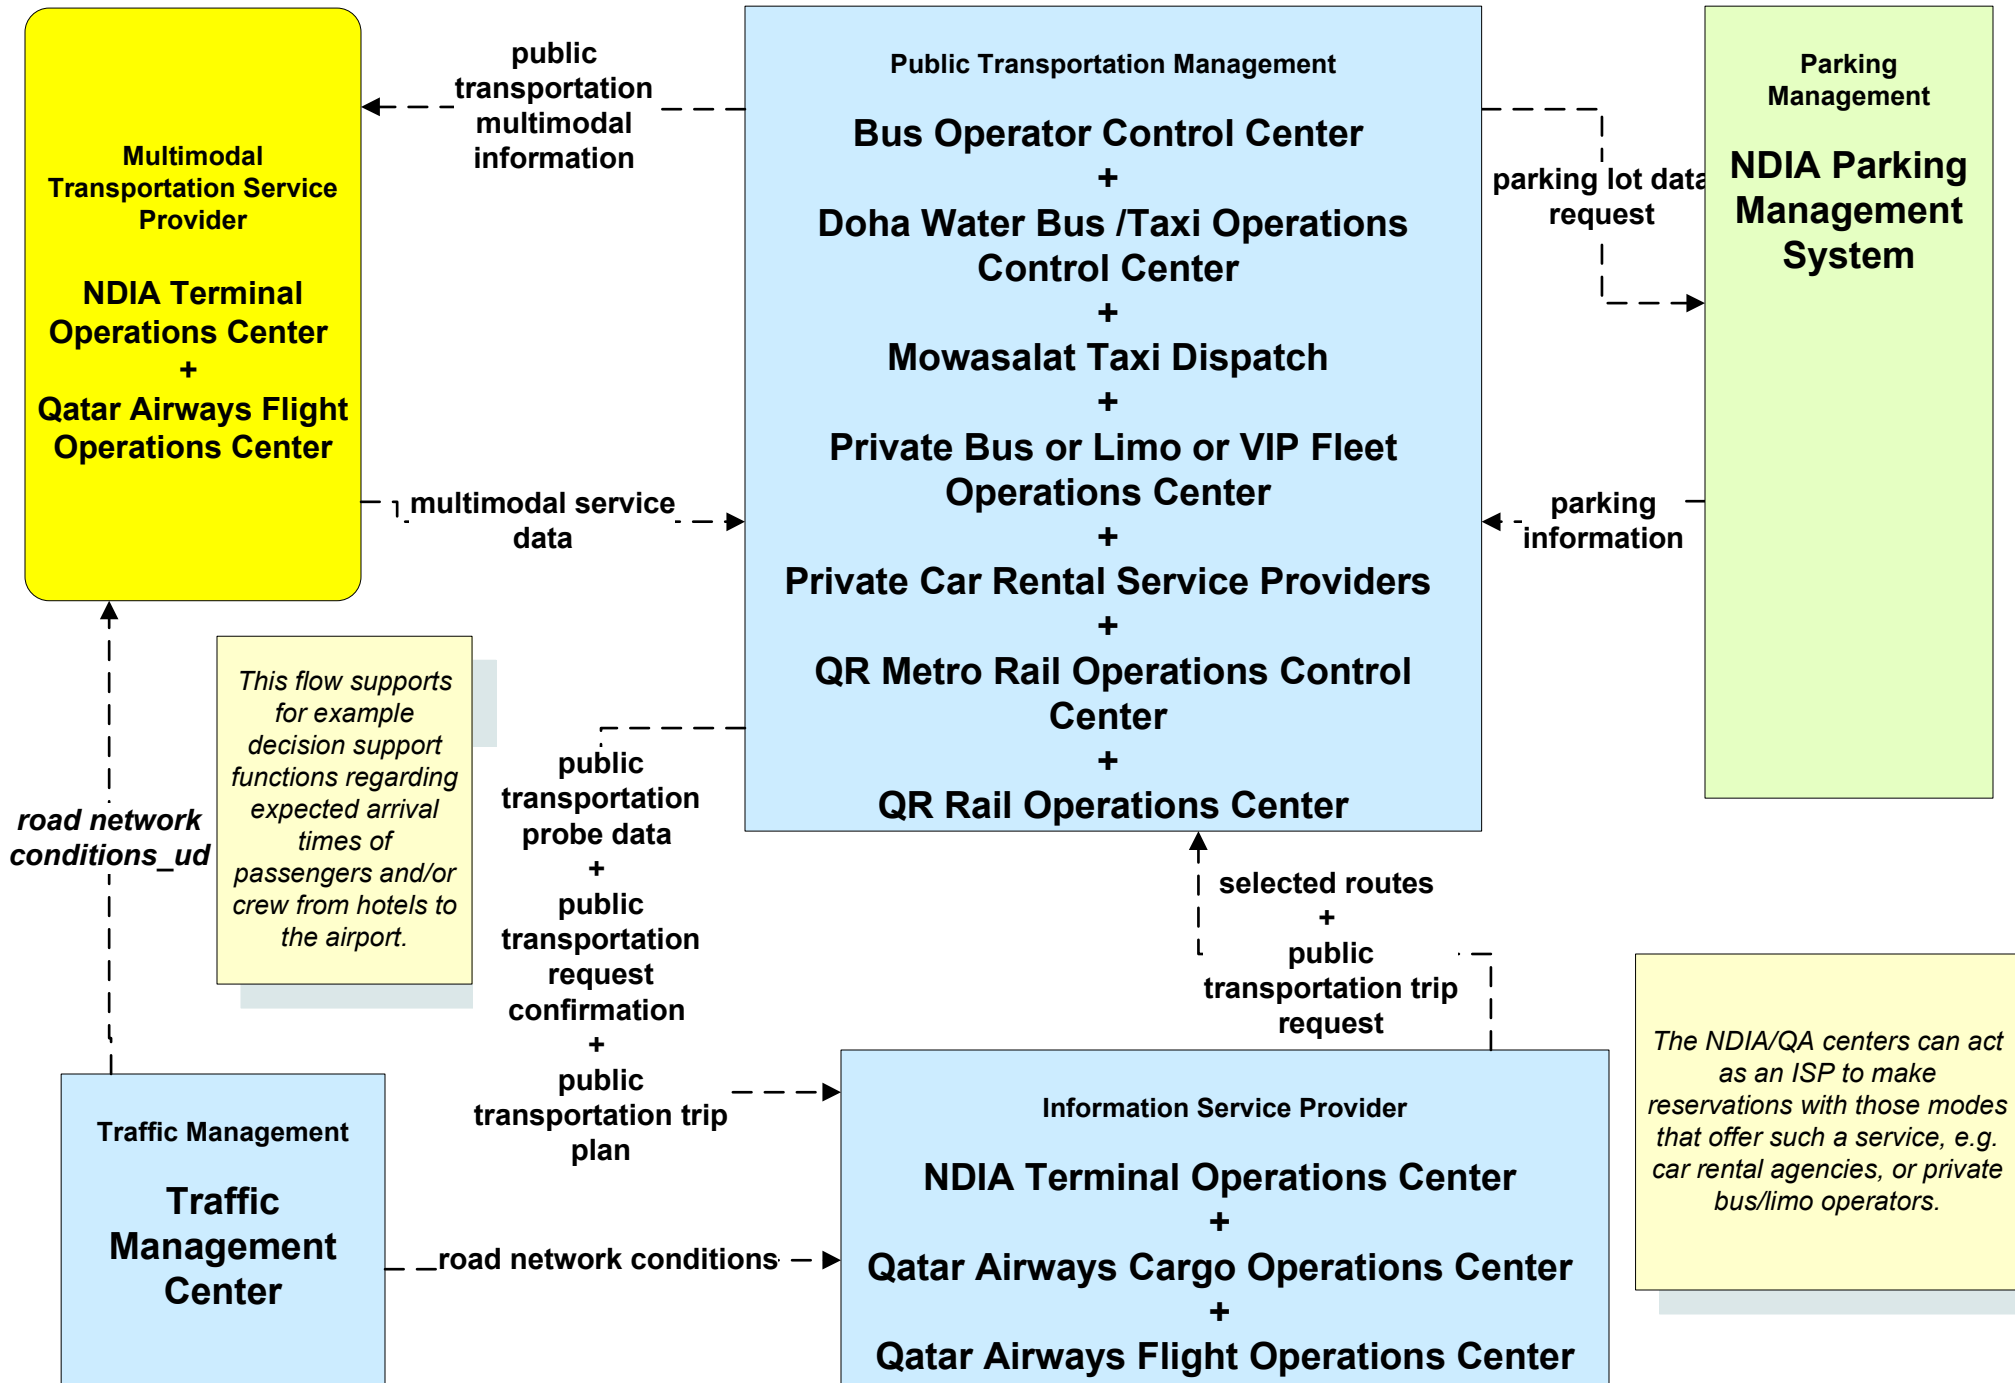 Multimodal
Transportation Service
Provider
NDIA Terminal
Operations Center
+
Qatar Airways Flight
Operations Center
public
transportation
multimodal
information
multimodal service
data
Public Transportation Management
Bus Operator Control Center
+
Doha Water Bus /Taxi Operations
Control Center
+
Mowasalat Taxi Dispatch
+
Private Bus or Limo or VIP Fleet
Operations Center
+
Private Car Rental Service Providers
+
QR Metro Rail Operations Control
Center
+
QR Rail Operations Center
parking lot data
request
parking
information
Parking
Management
NDIA Parking
Management
System
road network
conditions_ud
This flow supports
for example
decision support
functions regarding
expected arrival
times of
passengers and/or
crew from hotels to
the airport.
public
transportation
probe data
+
public
transportation
request
confirmation
+
public
transportation trip
plan
selected routes
+
public
transportation trip
request
The NDIA/QA centers can act
as an ISP to make
reservations with those modes
that offer such a service, e.g.
car rental agencies, or private
bus/limo operators.
Traffic Management
Traffic
Management
Center
road network conditions
Information Service Provider
NDIA Terminal Operations Center
+
Qatar Airways Cargo Operations Center
+
Qatar Airways Flight Operations Center